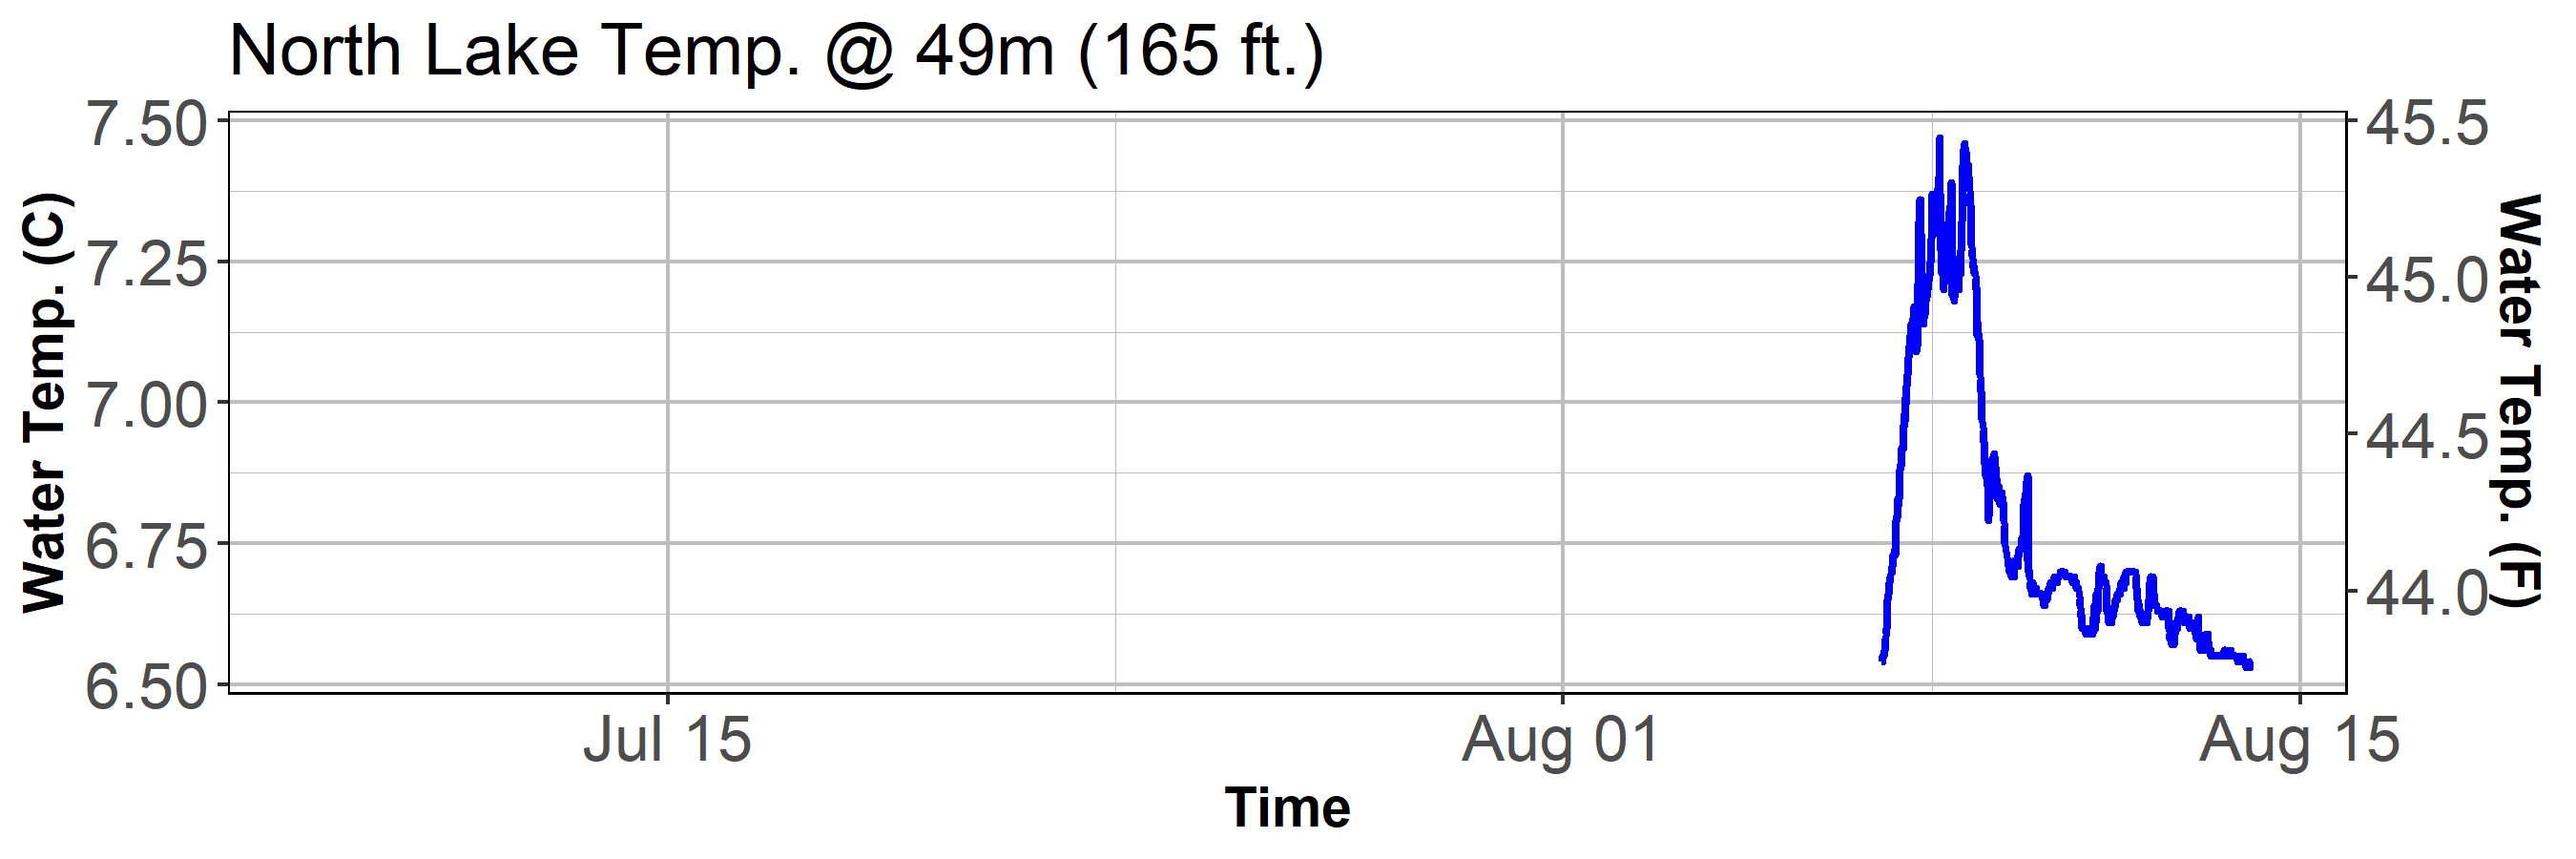 North Lake Temp. @ 49m (165 ft.)
Water Temp. (C)
7.50
7.25
7.00
6.75
6.50
45.5
45.0
44.5
44.0
Water Temp. (F)
Jul 15
Aug 01
Aug 15
Time